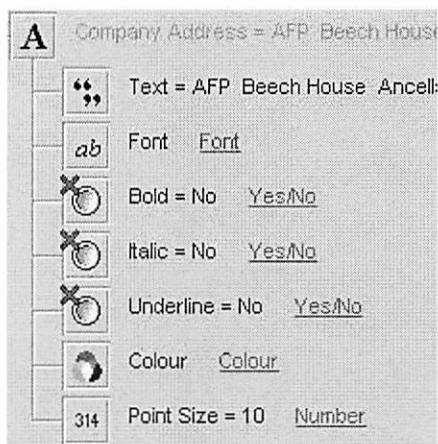 A Company Address = AFP Beech House
Text = AFP Beech House Ancells
ab Font Font
Bold = No Yes/No
Italic = No Yes/No
Underline = No Yes/No
Colour Colour
314 Point Size = 10 Number